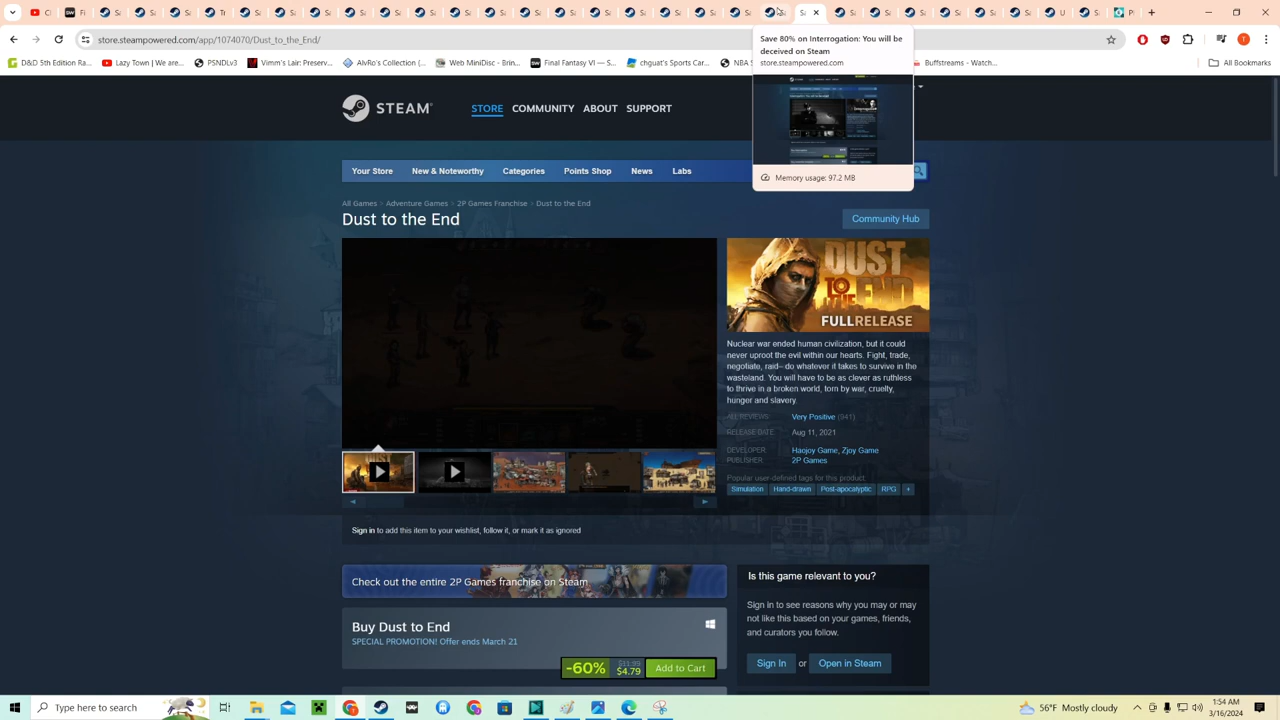 store.steampowered.com/app/1074070/Dust_to_the_End/
Save 80% on Interrogation: You will be
deceived on Steam
store.steampowered.com
D&D 5th Edition Ra...
Lazy Town | We are...
PSNDLv3
Vimm's Lair: Preserv...
AlvRo's Collection (...
Web MiniDisc - Brin...
Final Fantasy VI — S...
chguat's Sports Car...
NBA S
Buffstreams - Watch...
All Bookmarks
Memory usage: 97.2 MB
STEAM
STORE
COMMUNITY
ABOUT
SUPPORT
Your Store
New & Noteworthy
Categories
Points Shop
News
Labs
All Games > Adventure Games > 2P Games Franchise > Dust to the End
Dust to the End
Community Hub
DUST
TO THE END
FULL RELEASE
Nuclear war ended human civilization, but it could
never uproot the evil within our hearts. Fight, trade,
negotiate, raid– do whatever it takes to survive in the
wasteland. You will have to be as clever as ruthless
to thrive in a broken world, torn by war, cruelty,
hunger and slavery.
ALL REVIEWS: Very Positive (941)
RELEASE DATE: Aug 11, 2021
DEVELOPER: Haojoy Game, Zjoy Game
PUBLISHER: 2P Games
Popular user-defined tags for this product:
Simulation Hand-drawn Post-apocalyptic RPG +
Sign in to add this item to your wishlist, follow it, or mark it as ignored
Check out the entire 2P Games franchise on Steam
Is this game relevant to you?
Sign in to see reasons why you may or may
not like this based on your games, friends,
and curators you follow.
Sign In or Open in Steam
Buy Dust to End
SPECIAL PROMOTION! Offer ends March 21
-60%
$11.99
$4.79
Add to Cart
Type here to search
56°F Mostly cloudy
1:54 AM
3/16/2024